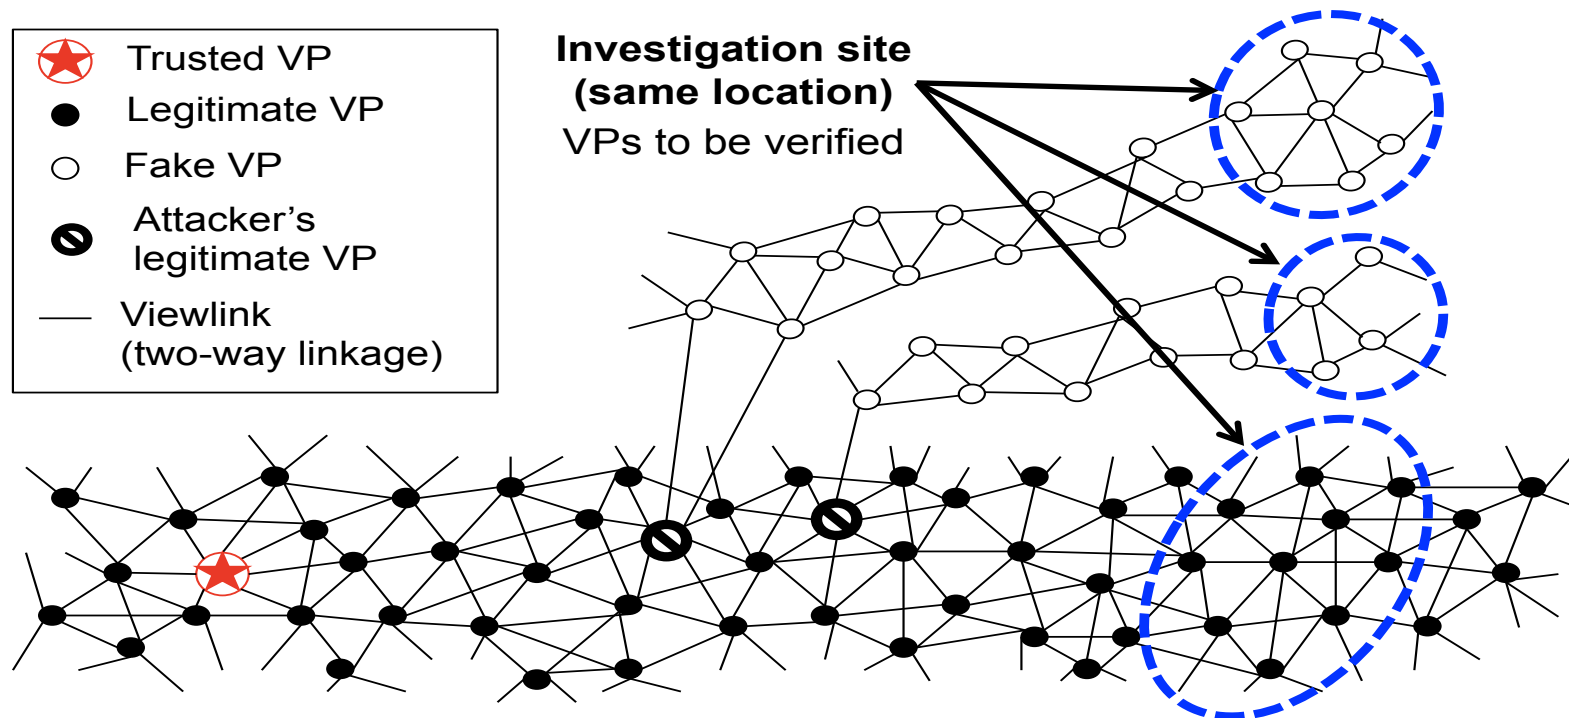 Trusted VP
Legitimate VP
Fake VP
Attacker’s
legitimate VP
Viewlink
(two-way linkage)
Investigation site
(same location)
VPs to be verified